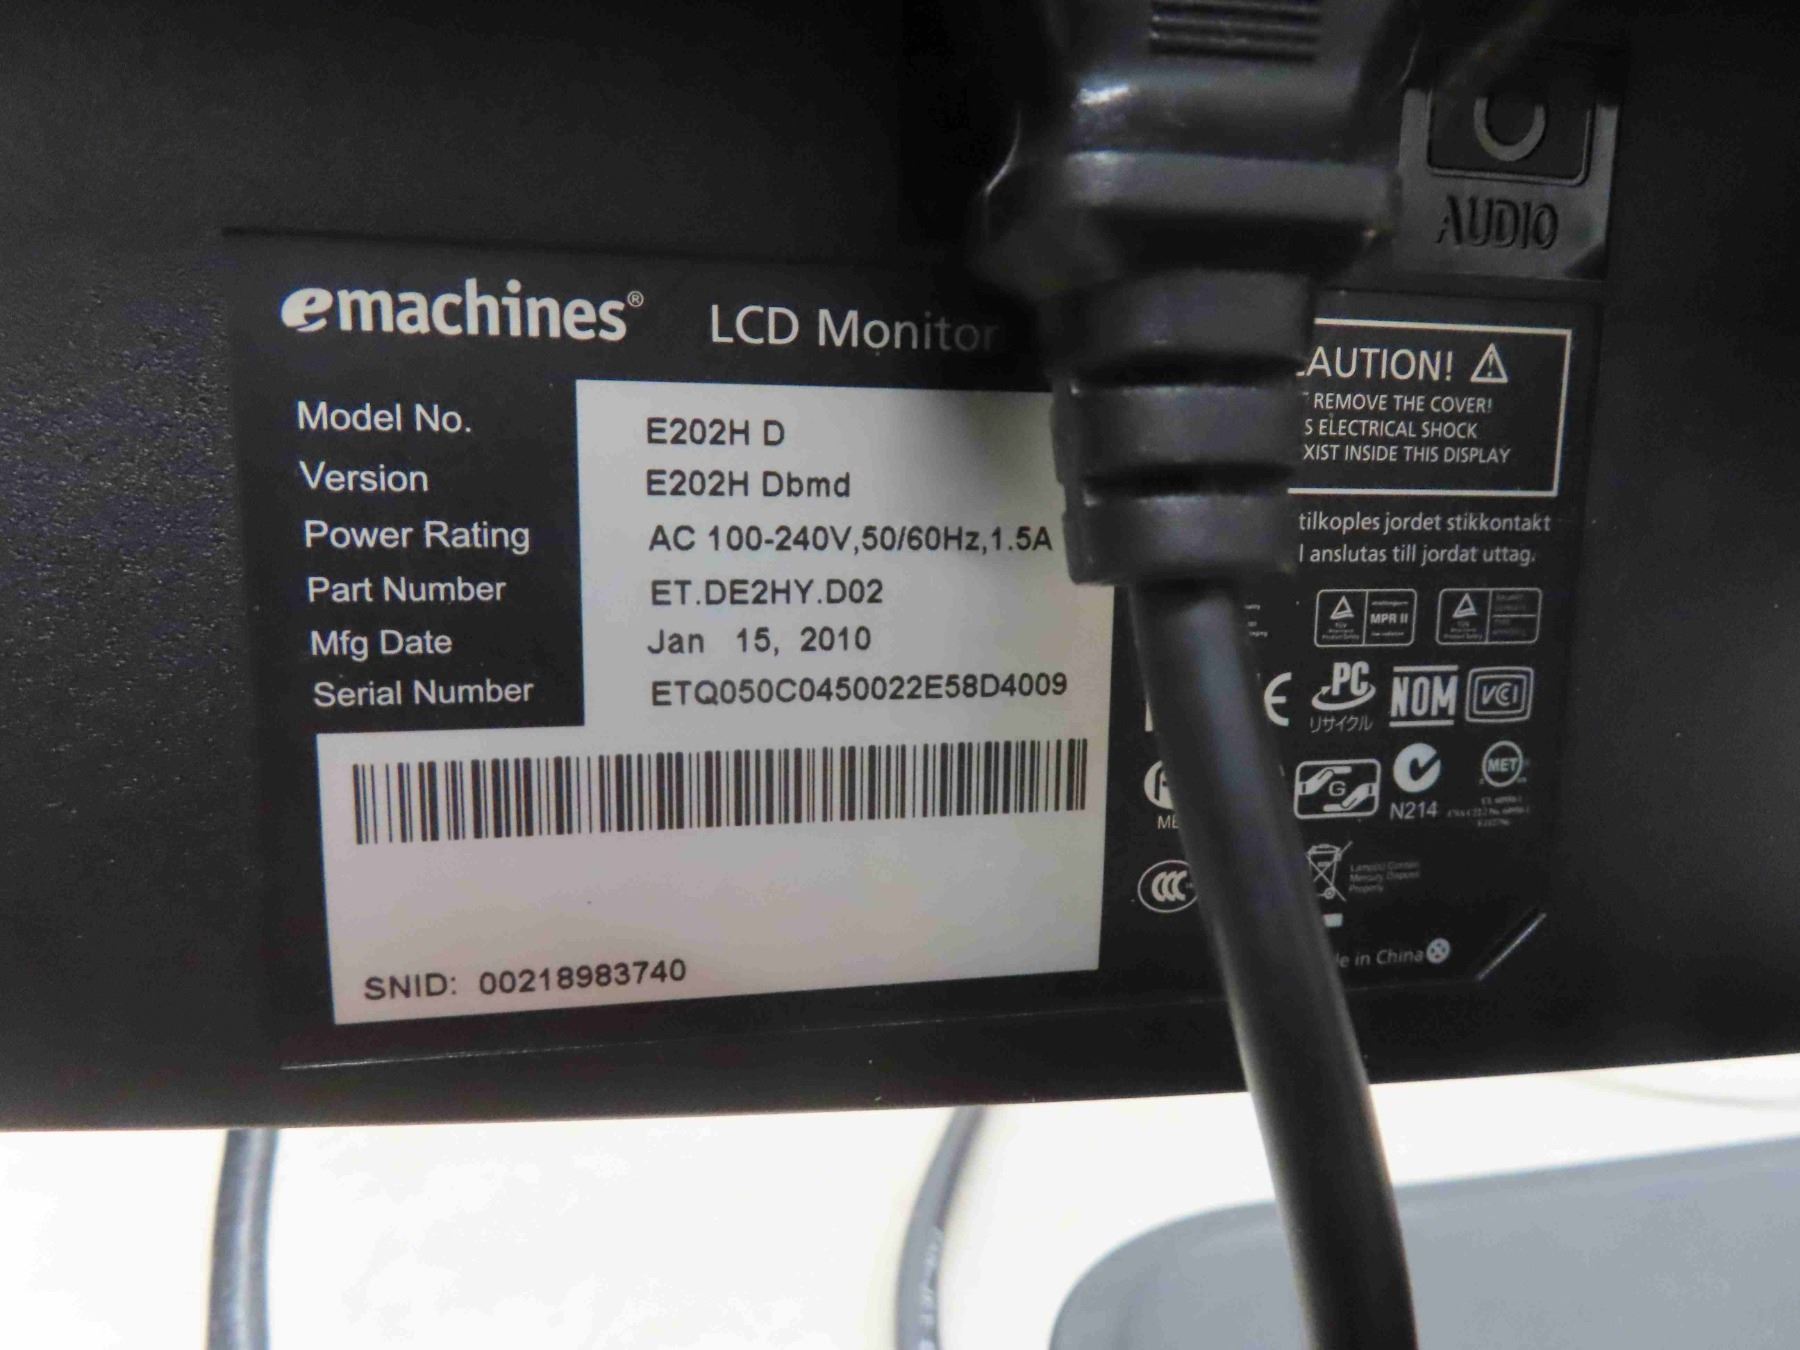 AUDIO
emachines® LCD Monitor
Model No. E202H D
Version E202H Dbmd
Power Rating AC 100-240V,50/60Hz,1.5A
Part Number ET.DE2HY.D02
Mfg Date Jan 15, 2010
Serial Number ETQ050C0450022E58D4009
SNID: 00218983740
AUTION!
REMOVE THE COVER!
S ELECTRICAL SHOCK
XIST INSIDE THIS DISPLAY
tilkoples jordet stikkontakt
l anslutas till jordat uttag.
MPR II
PC
リサイクル
NOM
VCI
G
N214
MET
CCC
in China